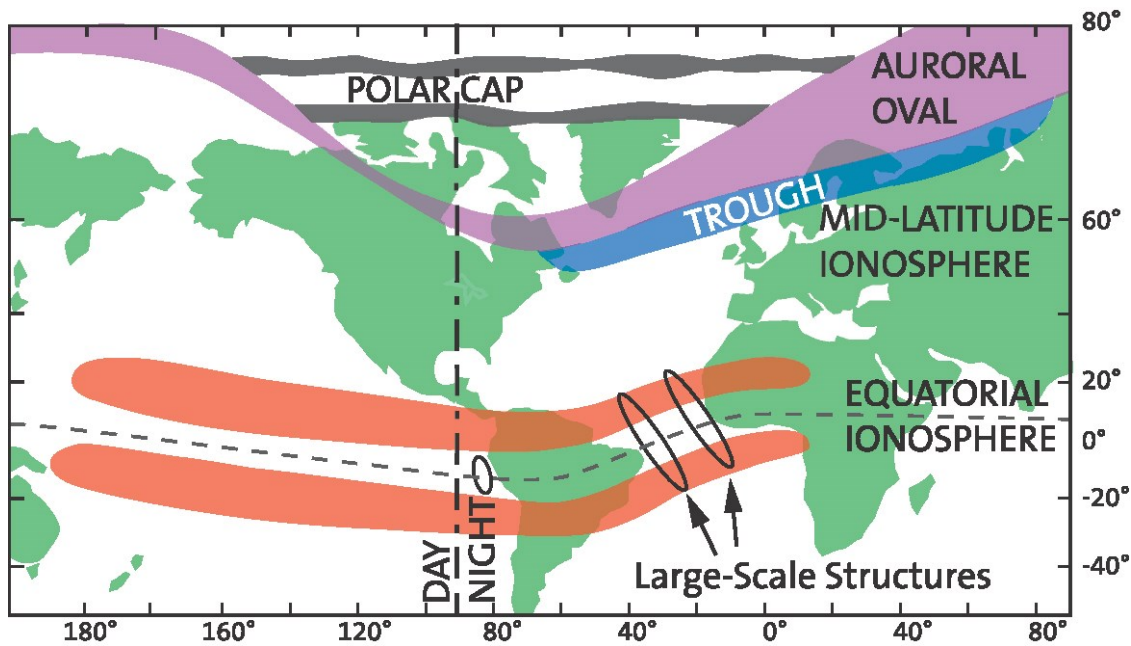 80°
POLAR CAP
AURORAL
OVAL
TROUGH
60°
MID-LATITUDE
IONOSPHERE
20°
EQUATORIAL
IONOSPHERE
0°
-20°
DAY
NIGHT
Large-Scale Structures
-40°
180° 160° 120° 80° 40° 0° 40° 80°